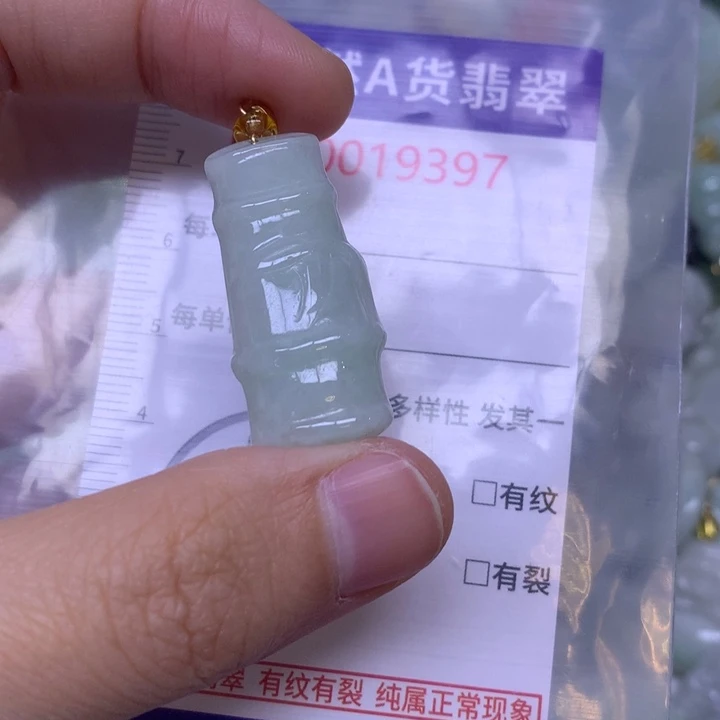 A货翡翠
0019397
7
每
6
每单
5
多样性 发其一
4
□有纹
□有裂
翠 有纹有裂 纯属正常现象